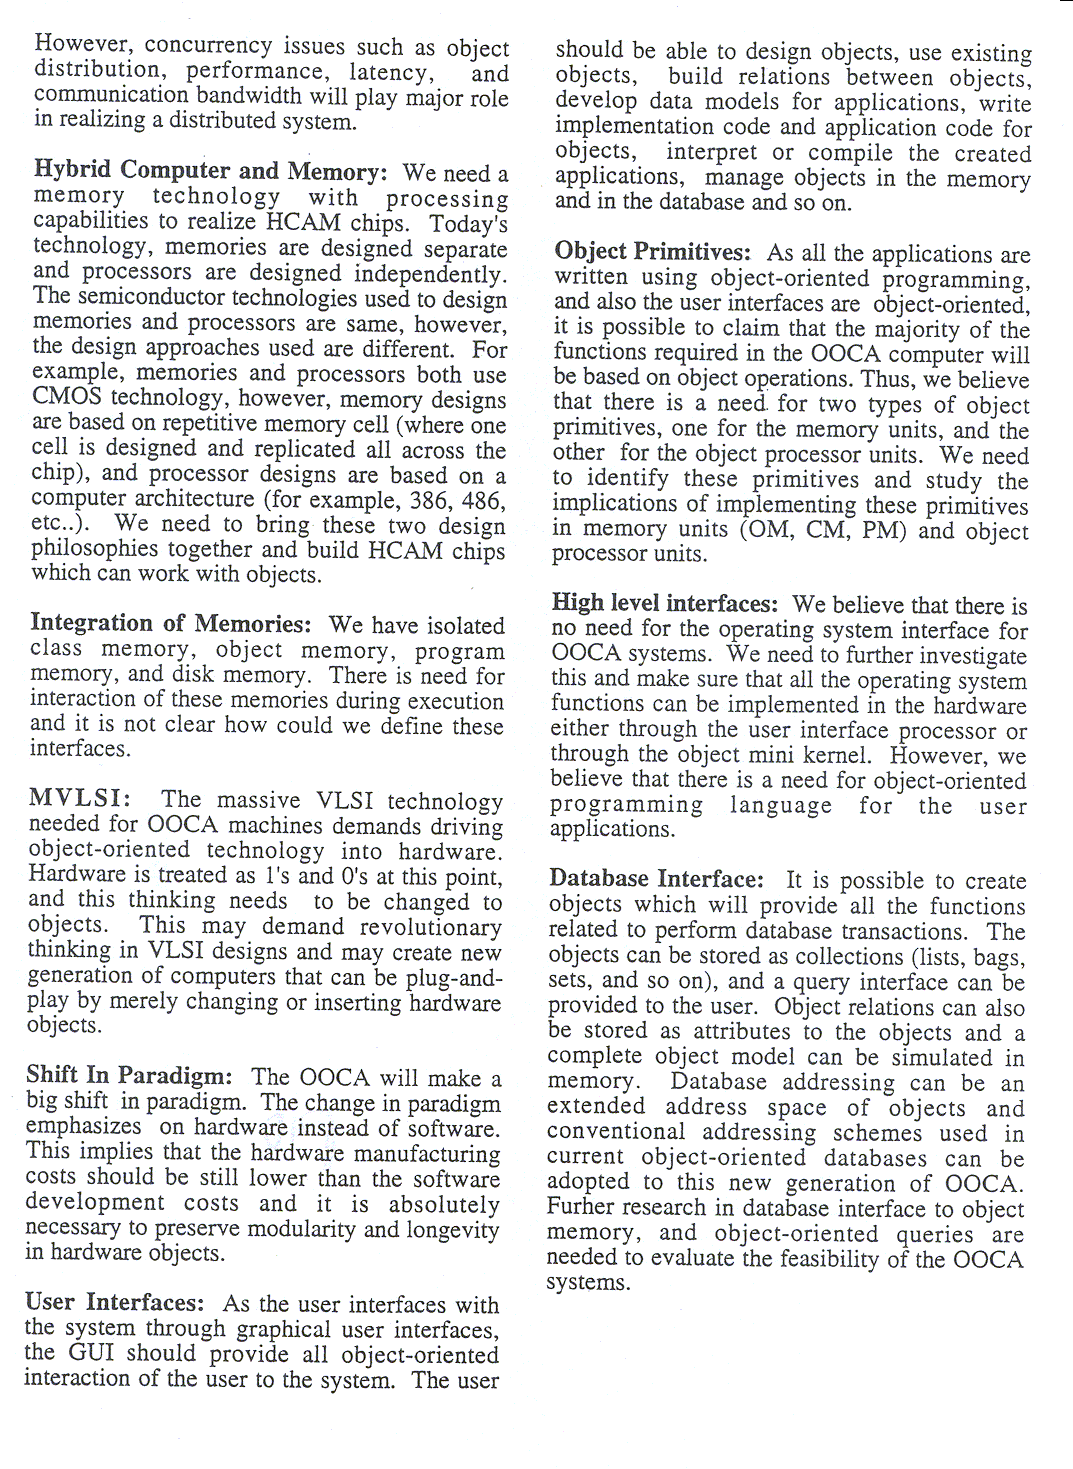 However, concurrency issues such as object
distribution, performance, latency, and
communication bandwidth will play major role
in realizing a distributed system.
Hybrid Computer and Memory: We need a
memory technology with processing
capabilities to realize HCAM chips. Today's
technology, memories are designed separate
and processors are designed independently.
The semiconductor technologies used to design
memories and processors are same, however,
the design approaches used are different. For
example, memories and processors both use
CMOS technology, however, memory designs
are based on repetitive memory cell (where one
cell is designed and replicated all across the
chip), and processor designs are based on a
computer architecture (for example, 386, 486,
etc..). We need to bring these two design
philosophies together and build HCAM chips
which can work with objects.
Integration of Memories: We have isolated
class memory, object memory, program
memory, and disk memory. There is need for
interaction of these memories during execution
and it is not clear how could we define these
interfaces.
MVLSI: The massive VLSI technology
needed for OOCA machines demands driving
object-oriented technology into hardware.
Hardware is treated as 1's and 0's at this point,
and this thinking needs to be changed to
objects. This may demand revolutionary
thinking in VLSI designs and may create new
generation of computers that can be plug-and-
play by merely changing or inserting hardware
objects.
Shift In Paradigm: The OOCA will make a
big shift in paradigm. The change in paradigm
emphasizes on hardware instead of software.
This implies that the hardware manufacturing
costs should be still lower than the software
development costs and it is absolutely
necessary to preserve modularity and longevity
in hardware objects.
User Interfaces: As the user interfaces with
the system through graphical user interfaces,
the GUI should provide all object-oriented
interaction of the user to the system. The user
should be able to design objects, use existing
objects, build relations between objects,
develop data models for applications, write
implementation code and application code for
objects, interpret or compile the created
applications, manage objects in the memory
and in the database and so on.
Object Primitives: As all the applications are
written using object-oriented programming,
and also the user interfaces are object-oriented,
it is possible to claim that the majority of the
functions required in the OOCA computer will
be based on object operations. Thus, we believe
that there is a need for two types of object
primitives, one for the memory units, and the
other for the object processor units. We need
to identify these primitives and study the
implications of implementing these primitives
in memory units (OM, CM, PM) and object
processor units.
High level interfaces: We believe that there is
no need for the operating system interface for
OOCA systems. We need to further investigate
this and make sure that all the operating system
functions can be implemented in the hardware
either through the user interface processor or
through the object mini kernel. However, we
believe that there is a need for object-oriented
programming language for the user
applications.
Database Interface: It is possible to create
objects which will provide all the functions
related to perform database transactions. The
objects can be stored as collections (lists, bags,
sets, and so on), and a query interface can be
provided to the user. Object relations can also
be stored as attributes to the objects and a
complete object model can be simulated in
memory. Database addressing can be an
extended address space of objects and
conventional addressing schemes used in
current object-oriented databases can be
adopted to this new generation of OOCA.
Furher research in database interface to object
memory, and object-oriented queries are
needed to evaluate the feasibility of the OOCA
systems.